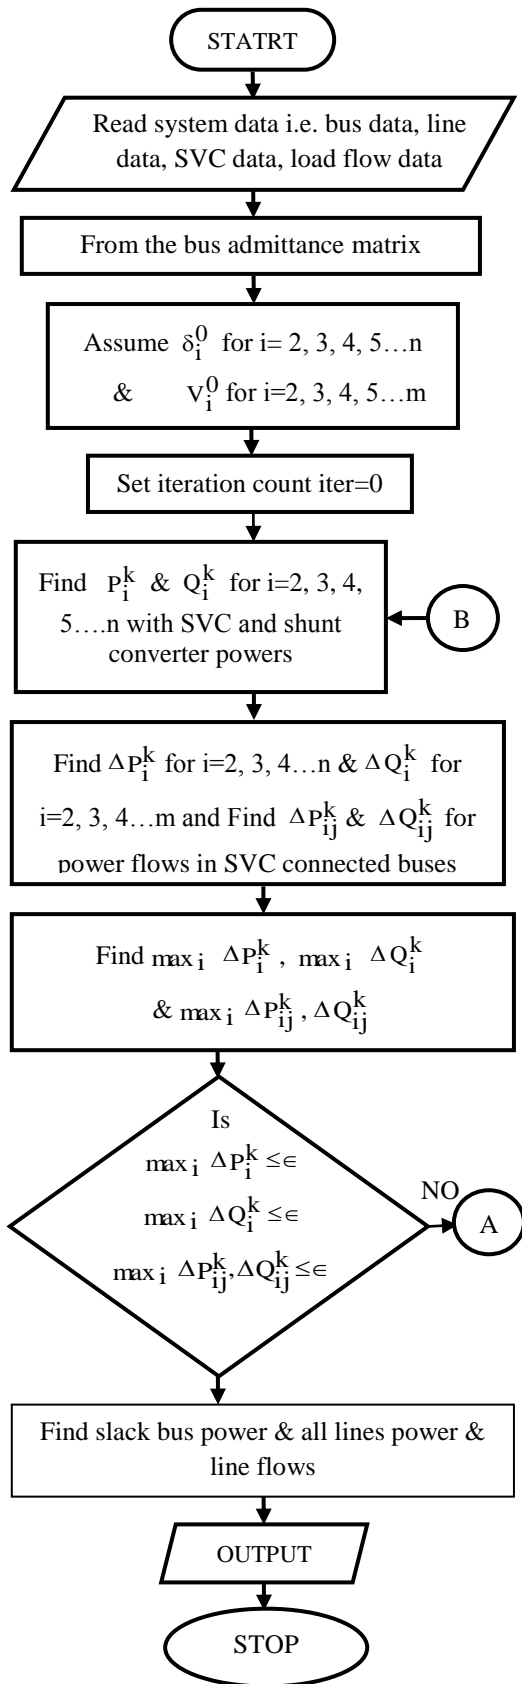 STATRT
Read system data i.e. bus data, line
data, SVC data, load flow data
From the bus admittance matrix
Assume δ_i^0 for i= 2, 3, 4, 5…n
& V_i^0 for i=2, 3, 4, 5…m
Set iteration count iter=0
Find P_i^k & Q_i^k for i=2, 3, 4,
5….n with SVC and shunt
converter powers
B
Find ΔP_i^k for i=2, 3, 4…n & ΔQ_i^k for
i=2, 3, 4…m and Find ΔP_ij^k & ΔQ_ij^k for
power flows in SVC connected buses
Find max_i ΔP_i^k , max_i ΔQ_i^k
& max_i ΔP_ij^k , ΔQ_ij^k
Is
max_i ΔP_i^k ≤∈
max_i ΔQ_i^k ≤∈
max_i ΔP_ij^k, ΔQ_ij^k ≤∈
NO
A
Find slack bus power & all lines power &
line flows
OUTPUT
STOP